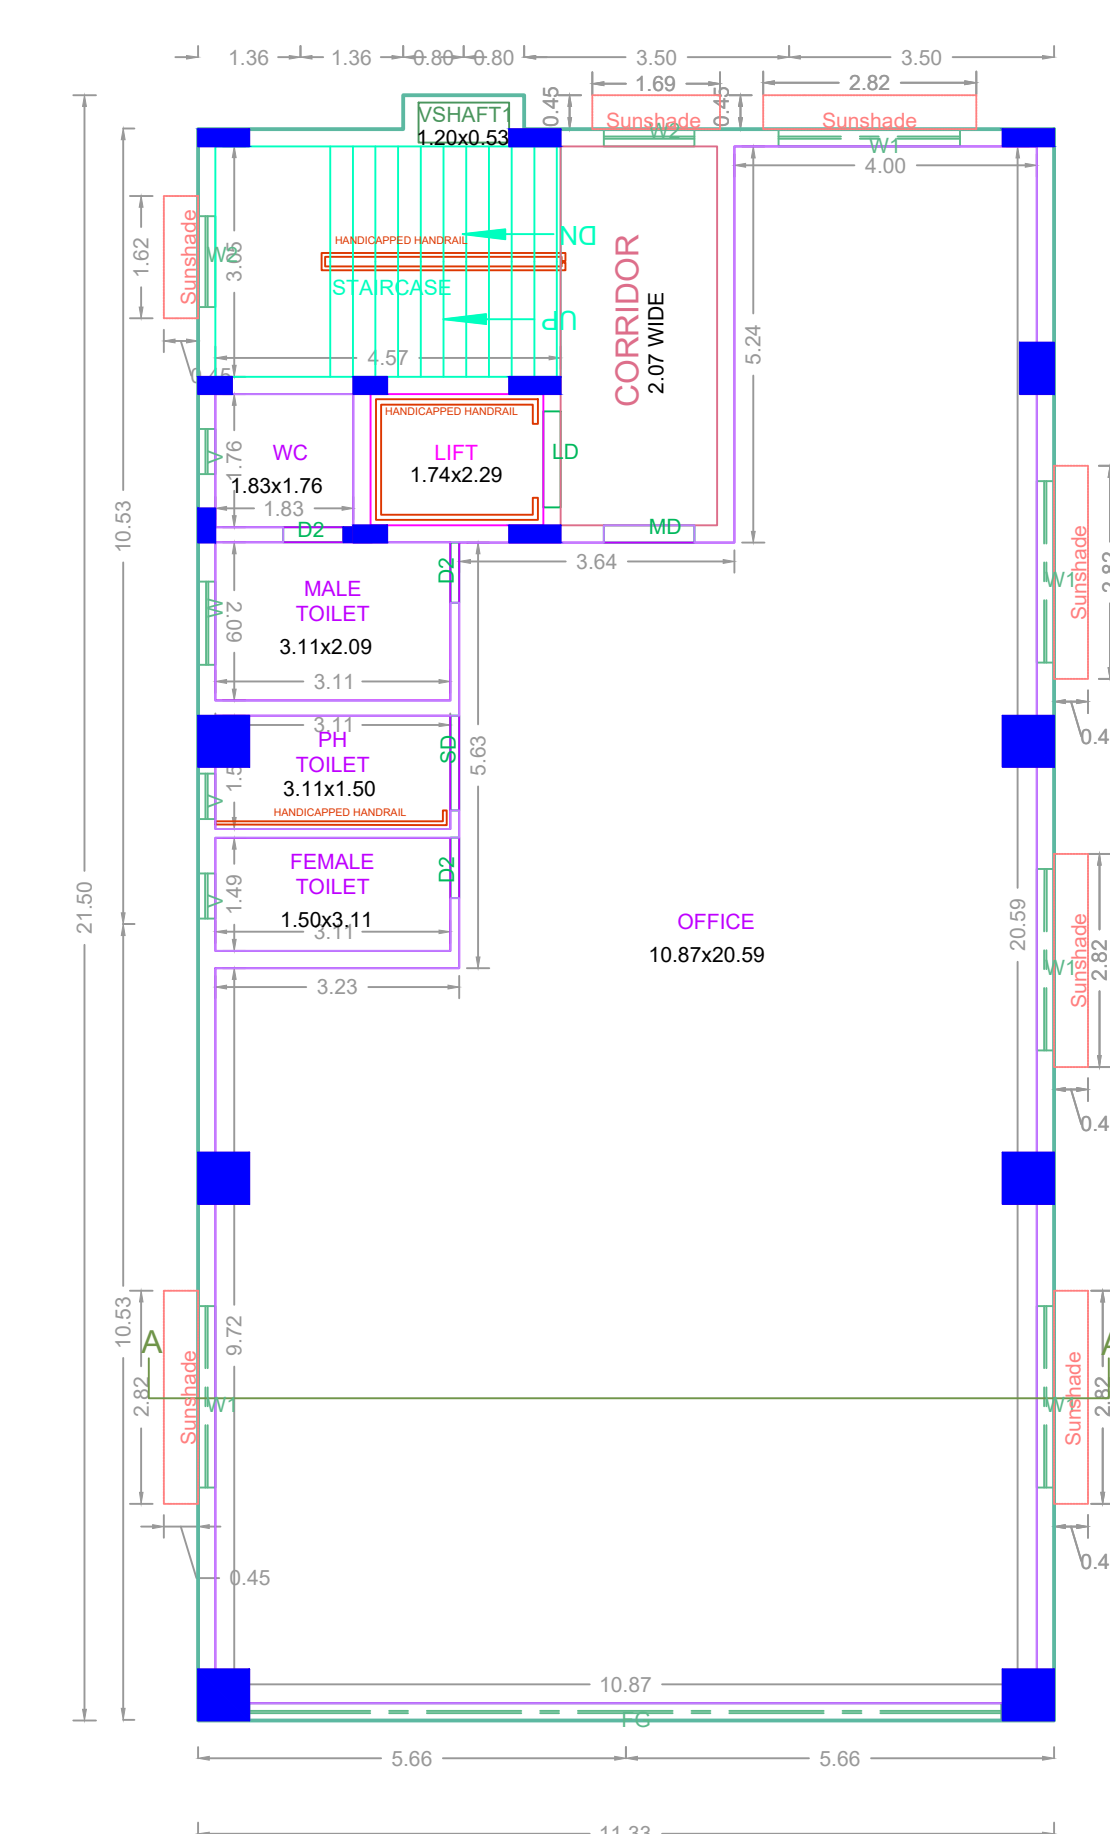 1.36
1.36
0.80
0.80
3.50
3.50
1.69
2.82
0.45
0.45
VSHAFT1
1.20x0.53
Sunshade
W2
Sunshade
W1
4.00
1.62
Sunshade
W2
3.05
HANDICAPPED HANDRAIL
DN
STAIRCASE
UP
4.57
0.45
CORRIDOR
2.07 WIDE
5.24
HANDICAPPED HANDRAIL
WC
1.83x1.76
1.83
V
1.76
LIFT
1.74x2.29
LD
D2
MD
3.64
10.53
MALE
TOILET
3.11x2.09
3.11
W
2.09
D2
W1
Sunshade
3.11
PH
TOILET
3.11x1.50
V
SD
5.63
HANDICAPPED HANDRAIL
FEMALE
TOILET
1.50x3.11
3.11
V
1.49
D2
3.23
21.50
OFFICE
10.87x20.59
20.59
W1
Sunshade
2.82
10.53
A
2.82
Sunshade
W1
9.72
W1
Sunshade
2.82
0.45
10.87
FG
5.66
5.66
11.33